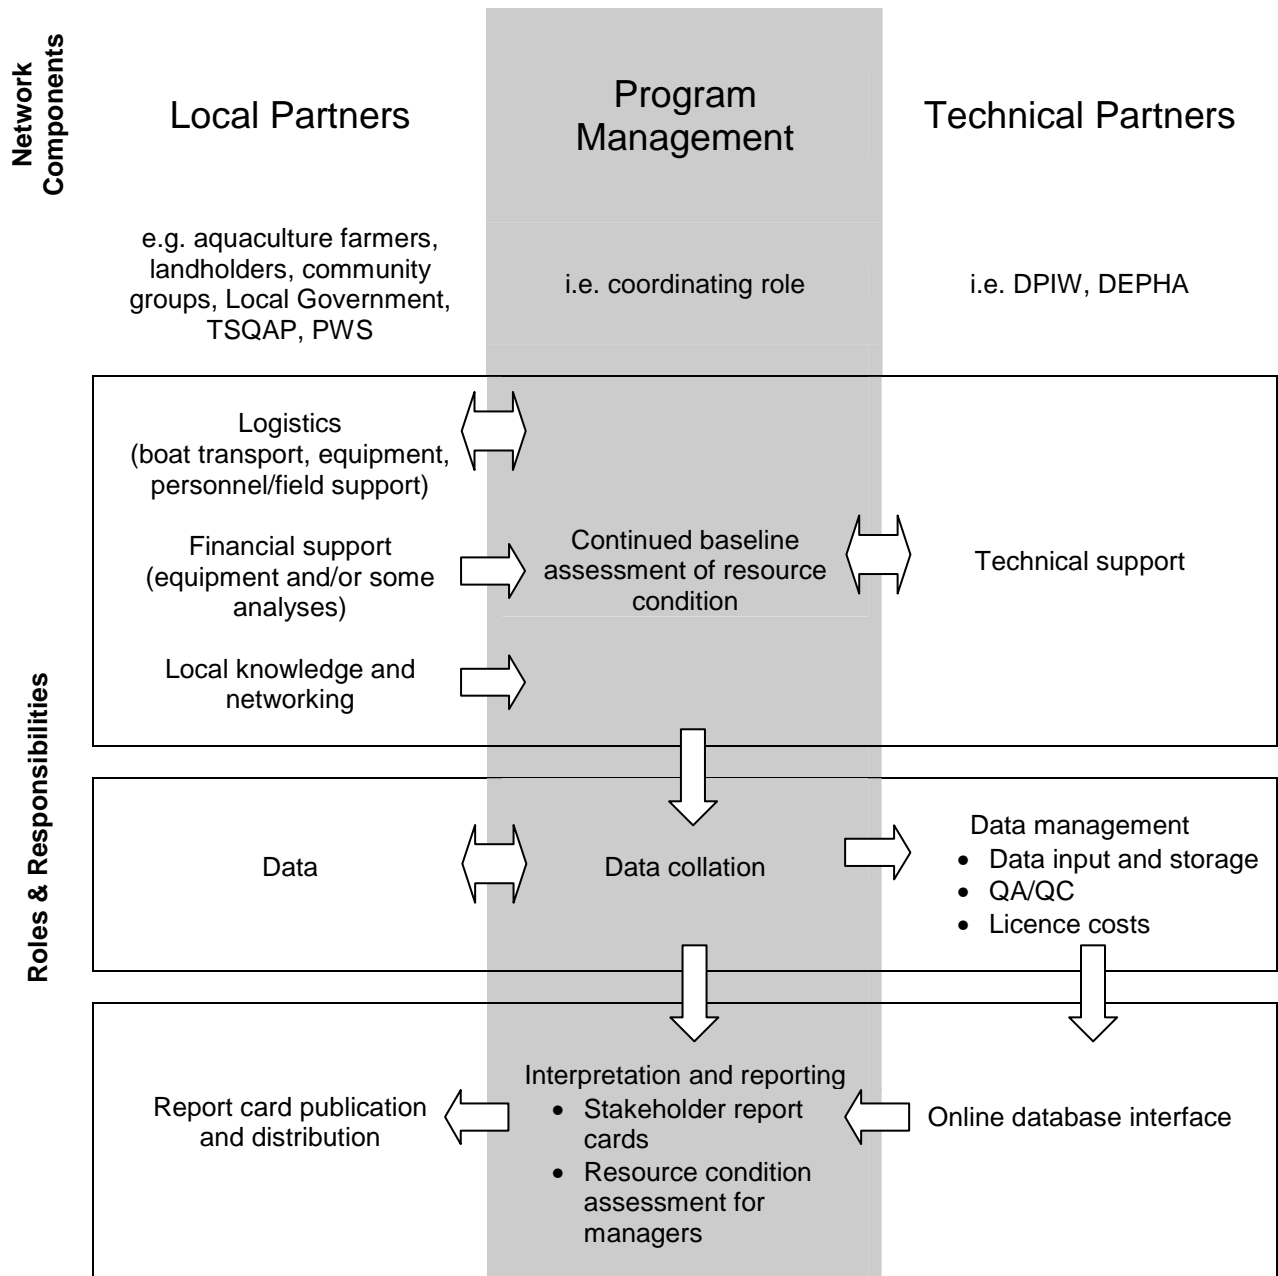 Network
Components
Local Partners
Program
Management
Technical Partners
e.g. aquaculture farmers,
landholders, community
groups, Local Government,
TSQAP, PWS
i.e. coordinating role
i.e. DPIW, DEPHA
Roles & Responsibilities
Logistics
(boat transport, equipment,
personnel/field support)
Financial support
(equipment and/or some
analyses)
Local knowledge and
networking
Continued baseline
assessment of resource
condition
Technical support
Data
Data collation
Data management
• Data input and storage
• QA/QC
• Licence costs
Report card publication
and distribution
Interpretation and reporting
• Stakeholder report
cards
• Resource condition
assessment for
managers
Online database interface